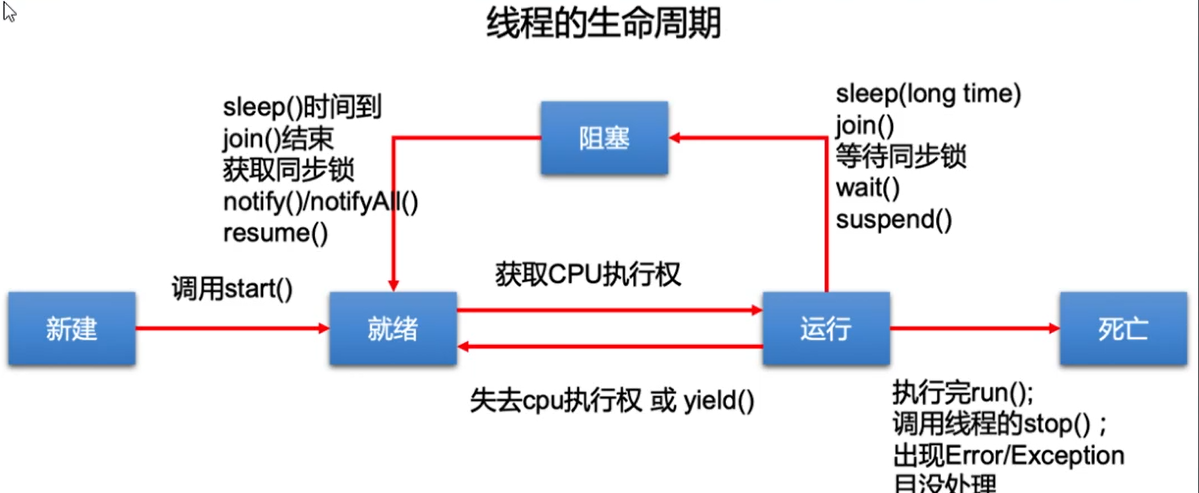 线程的生命周期
sleep()时间到
join()结束
获取同步锁
notify()/notifyAll()
resume()
阻塞
sleep(long time)
join()
等待同步锁
wait()
suspend()
调用start()
获取CPU执行权
新建
就绪
运行
死亡
失去cpu执行权 或 yield()
执行完run();
调用线程的stop() ;
出现Error/Exception
且没处理